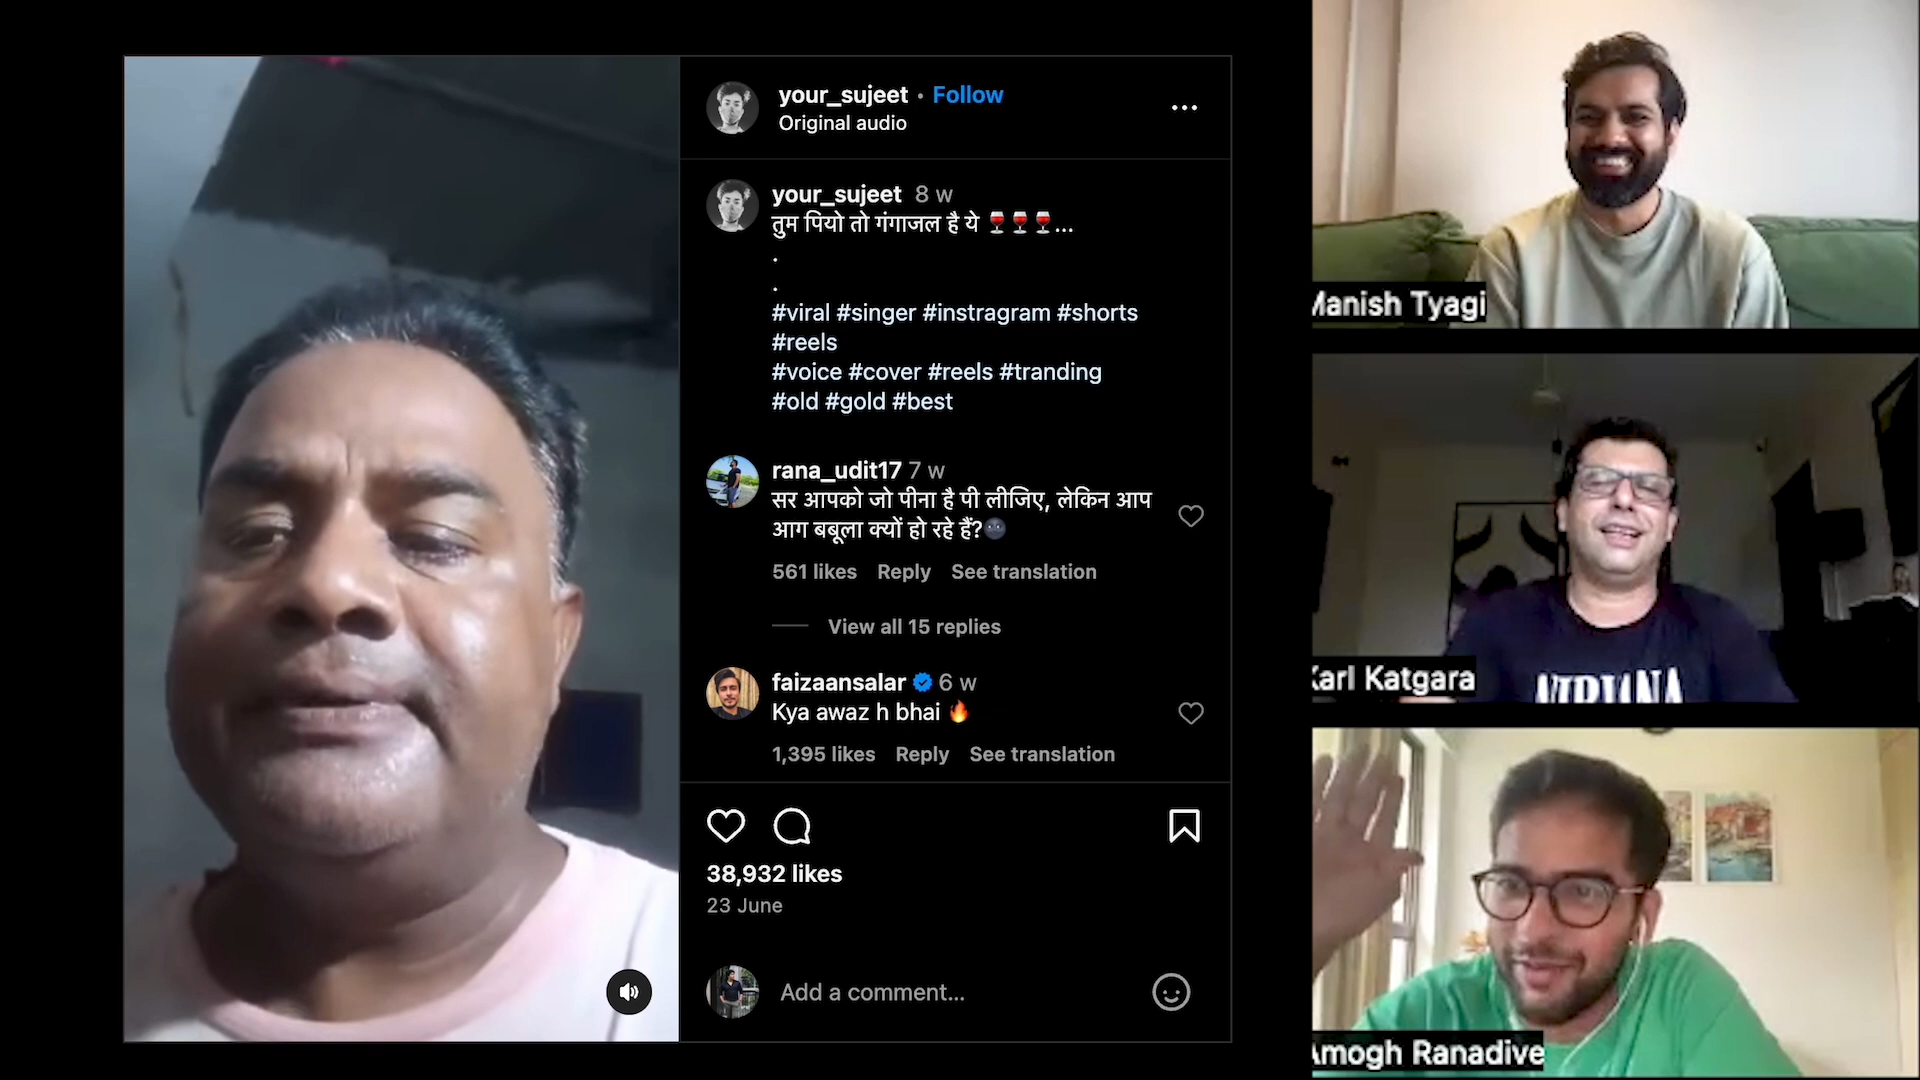 your_sujeet • Follow
Original audio
your_sujeet 8 w
तुम पियो तो गंगाजल है ये 🍷🍷🍷...
.
.
#viral #singer #instragram #shorts
#reels
#voice #cover #reels #tranding
#old #gold #best
rana_udit17 7 w
सर आपको जो पीना है पी लीजिए, लेकिन आप
आग बबूला क्यों हो रहे हैं?🌚
561 likes Reply See translation
View all 15 replies
faizaansalar 6 w
Kya awaz h bhai 🔥
1,395 likes Reply See translation
38,932 likes
23 June
Add a comment...
Manish Tyagi
Karl Katgara
NIRVANA
Amogh Ranadive